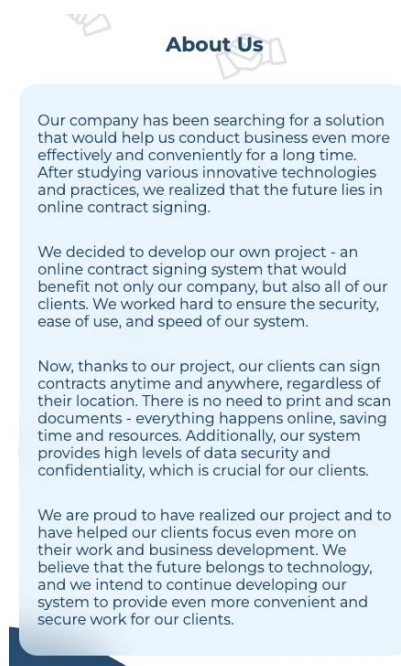 About Us
Our company has been searching for a solution
that would help us conduct business even more
effectively and conveniently for a long time.
After studying various innovative technologies
and practices, we realized that the future lies in
online contract signing.
We decided to develop our own project - an
online contract signing system that would
benefit not only our company, but also all of our
clients. We worked hard to ensure the security,
ease of use, and speed of our system.
Now, thanks to our project, our clients can sign
contracts anytime and anywhere, regardless of
their location. There is no need to print and scan
documents - everything happens online, saving
time and resources. Additionally, our system
provides high levels of data security and
confidentiality, which is crucial for our clients.
We are proud to have realized our project and to
have helped our clients focus even more on
their work and business development. We
believe that the future belongs to technology,
and we intend to continue developing our
system to provide even more convenient and
secure work for our clients.